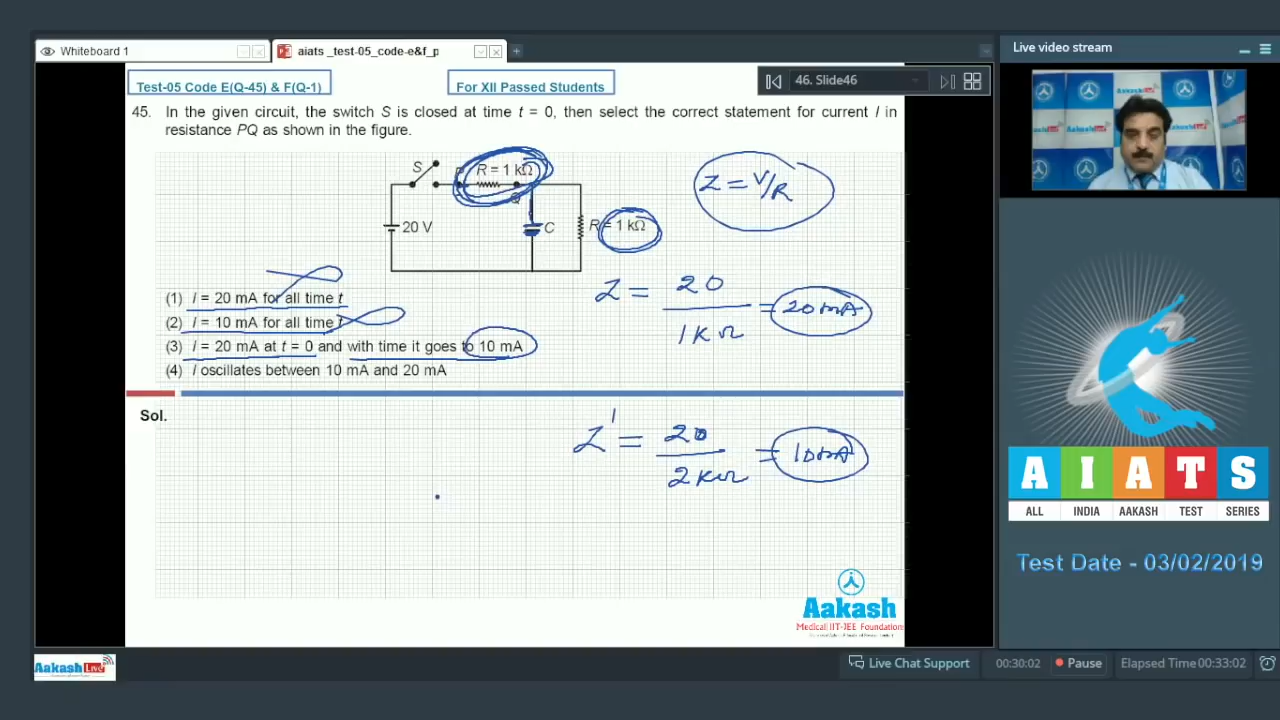 Whiteboard 1
aiats _test-05_code-e&f_p
Live video stream
Test-05 Code E(Q-45) & F(Q-1)
For XII Passed Students
46. Slide46
45. In the given circuit, the switch S is closed at time t = 0, then select the correct statement for current I in
resistance PQ as shown in the figure.
S
R = 1 kΩ
Q
20 V
C
R = 1 kΩ
I = V/R
I = 20 / 1KΩ = 20mA
(1) I = 20 mA for all time t
(2) I = 10 mA for all time t
(3) I = 20 mA at t = 0 and with time it goes to 10 mA
(4) I oscillates between 10 mA and 20 mA
Sol.
I' = 20 / 2KΩ = 10mA
AIATS
ALL INDIA AAKASH TEST SERIES
Test Date - 03/02/2019
Aakash
Medical|IIT-JEE|Foundations
Aakash Live
Live Chat Support
00:30:02
Pause
Elapsed Time 00:33:02